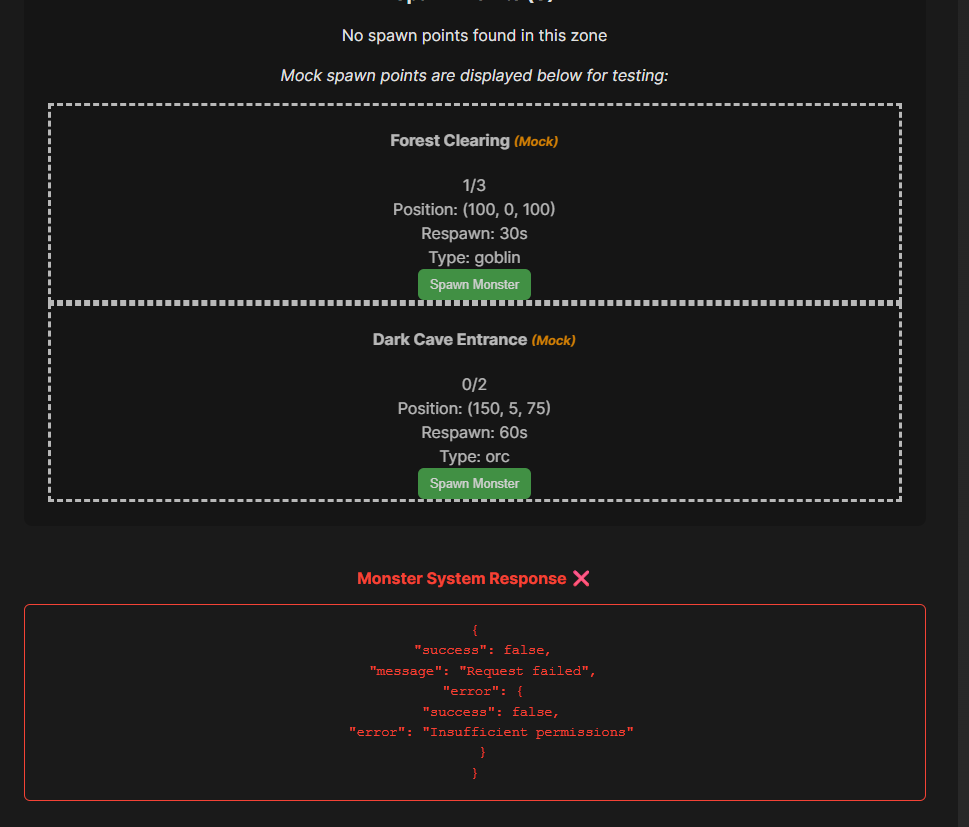 No spawn points found in this zone
Mock spawn points are displayed below for testing:
Forest Clearing (Mock)
1/3
Position: (100, 0, 100)
Respawn: 30s
Type: goblin
Spawn Monster
Dark Cave Entrance (Mock)
0/2
Position: (150, 5, 75)
Respawn: 60s
Type: orc
Spawn Monster
Monster System Response ❌
{
"success": false,
"message": "Request failed",
"error": {
"success": false,
"error": "Insufficient permissions"
}
}